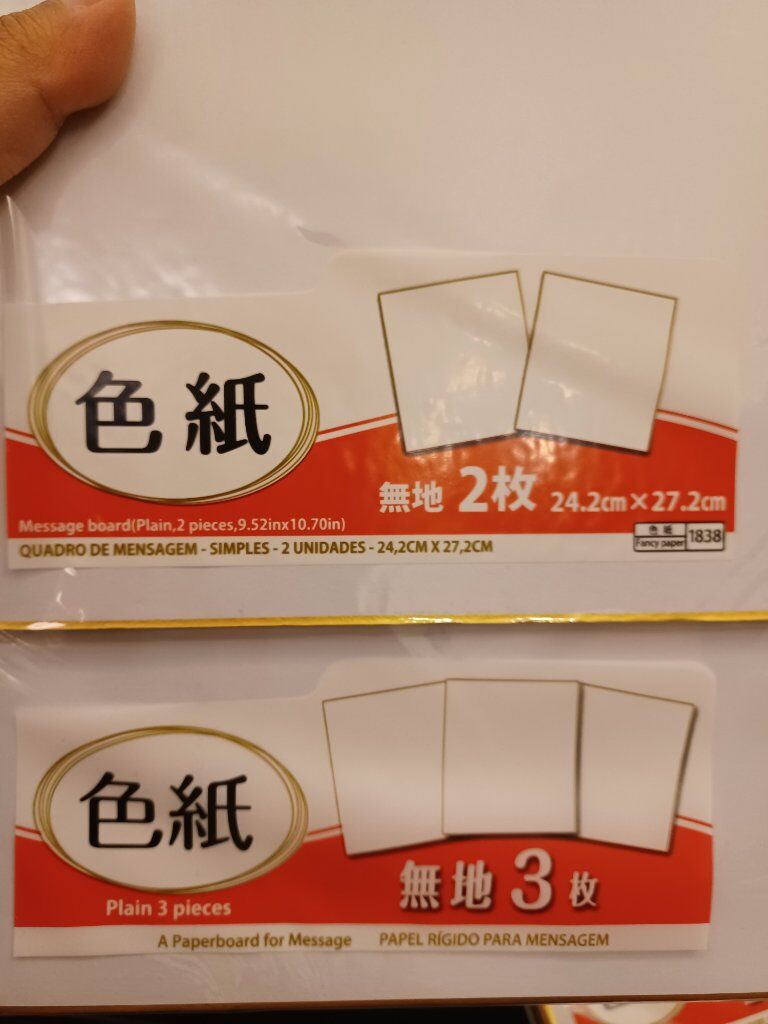 色紙
無地 2枚 24.2cm×27.2cm
Message board(Plain,2 pieces,9.52inx10.70in)
QUADRO DE MENSAGEM - SIMPLES - 2 UNIDADES - 24,2CM X 27,2CM
色紙
Fancy paper 1838
色紙
無地 3枚
Plain 3 pieces
A Paperboard for Message PAPEL RÍGIDO PARA MENSAGEM